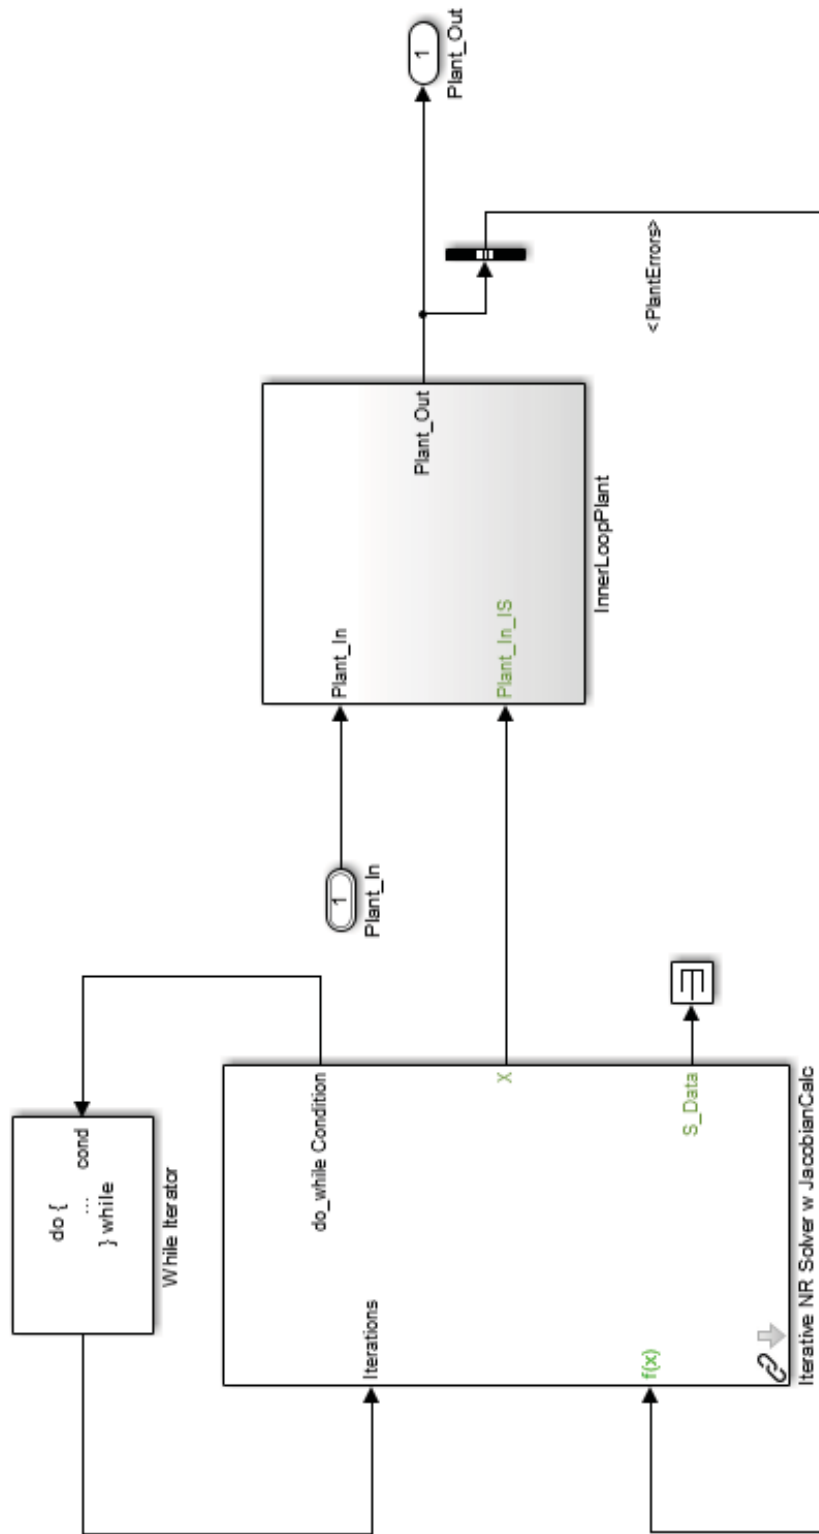 do {
...
} while
cond
While Iterator
Iterations
do_while Condition
f(x)
X
S_Data
Iterative NR Solver w JacobianCalc
1
Plant_In
Plant_In
Plant_In_IS
Plant_Out
InnerLoopPlant
<PlantErrors>
1
Plant_Out